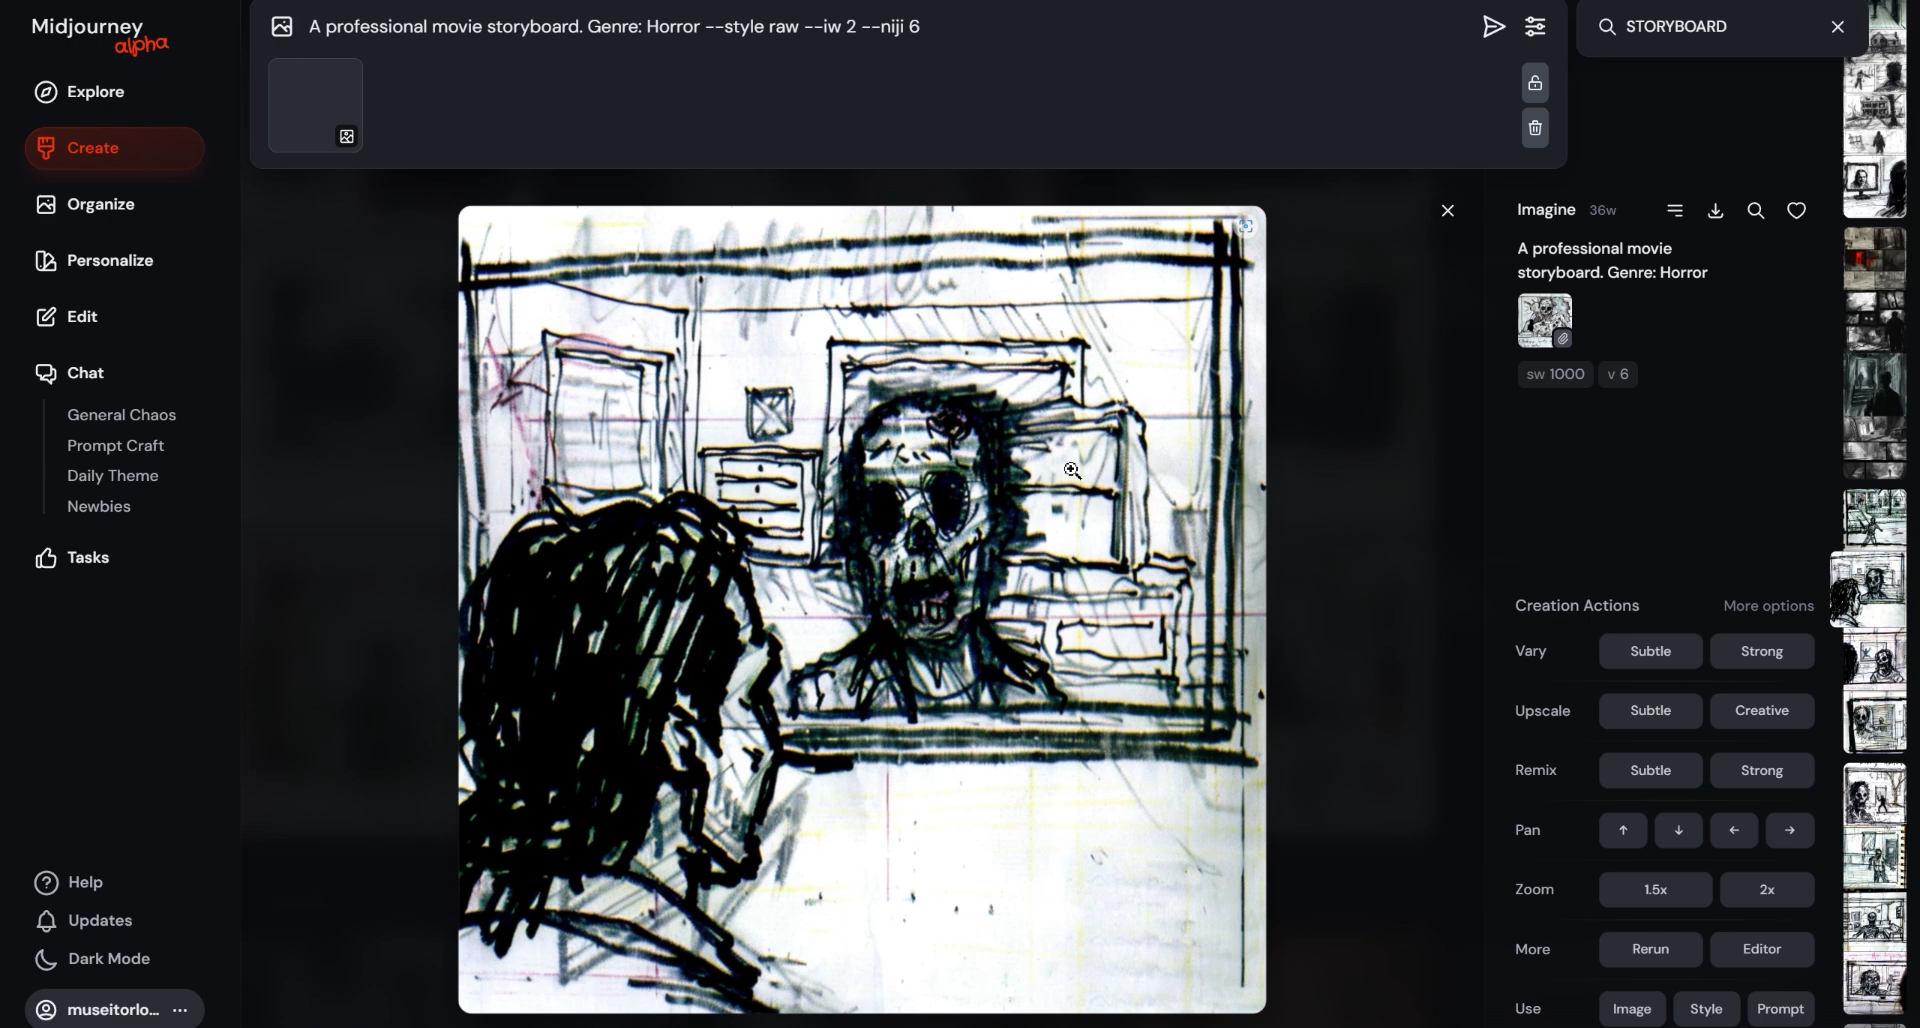 Midjourney
alpha
Explore
Create
Organize
Personalize
Edit
Chat
General Chaos
Prompt Craft
Daily Theme
Newbies
Tasks
Help
Updates
Dark Mode
museitorlo... ···
A professional movie storyboard. Genre: Horror --style raw --iw 2 --niji 6
STORYBOARD
Imagine 36w
A professional movie
storyboard. Genre: Horror
sw 1000 v 6
Creation Actions More options
Vary Subtle Strong
Upscale Subtle Creative
Remix Subtle Strong
Pan ↑ ↓ ← →
Zoom 1.5x 2x
More Rerun Editor
Use Image Style Prompt